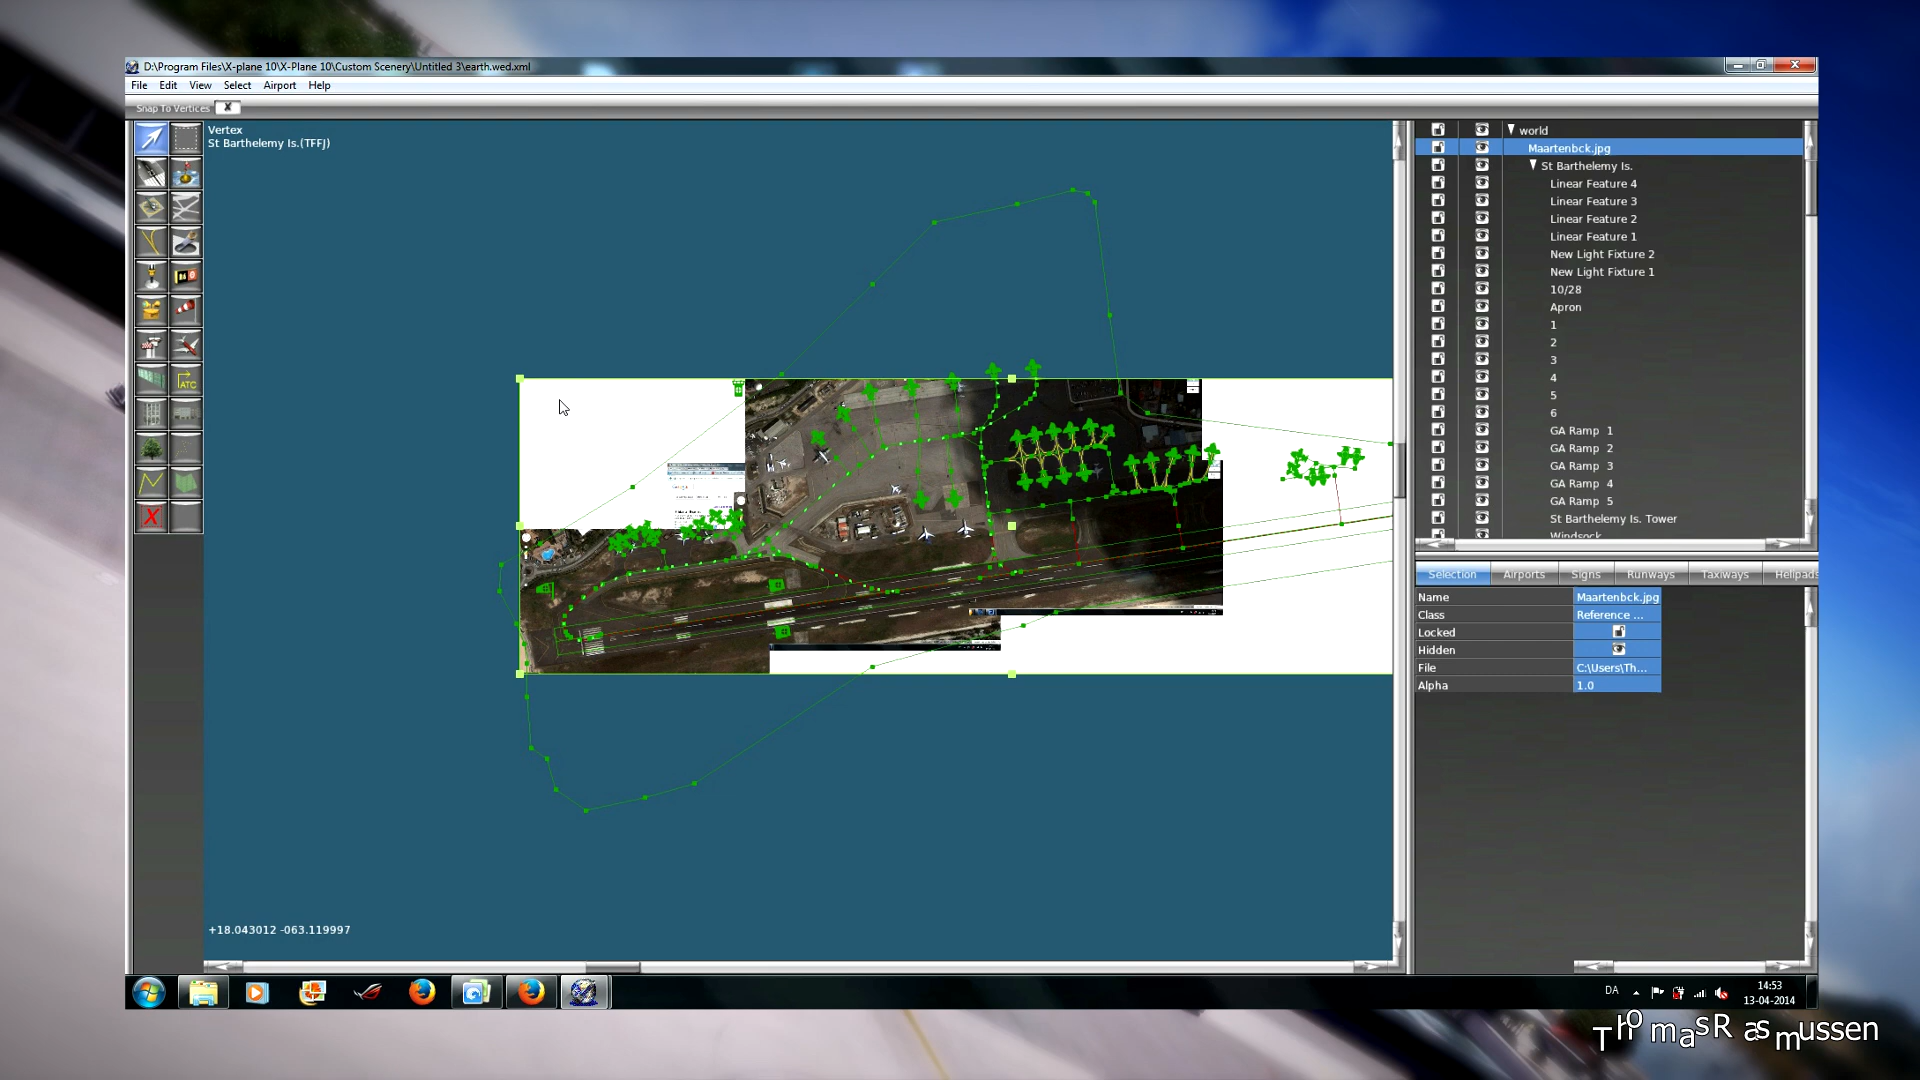 D:\Program Files\X-plane 10\X-Plane 10\Custom Scenery\Untitled 3\earth.wed.xml
File Edit View Select Airport Help
Snap To Vertices X
Vertex
St Barthelemy Is.(TFFJ)
ATC
X
+18.043012 -063.119997
world
Maartenbck.jpg
St Barthelemy Is.
Linear Feature 4
Linear Feature 3
Linear Feature 2
Linear Feature 1
New Light Fixture 2
New Light Fixture 1
10/28
Apron
1
2
3
4
5
6
GA Ramp 1
GA Ramp 2
GA Ramp 3
GA Ramp 4
GA Ramp 5
St Barthelemy Is. Tower
Windsock
Selection Airports Signs Runways Taxiways Helipads
Name Maartenbck.jpg
Class Reference ...
Locked
Hidden
File C:\Users\Th...
Alpha 1.0
DA
14:53
13-04-2014
Thomas Rasmussen